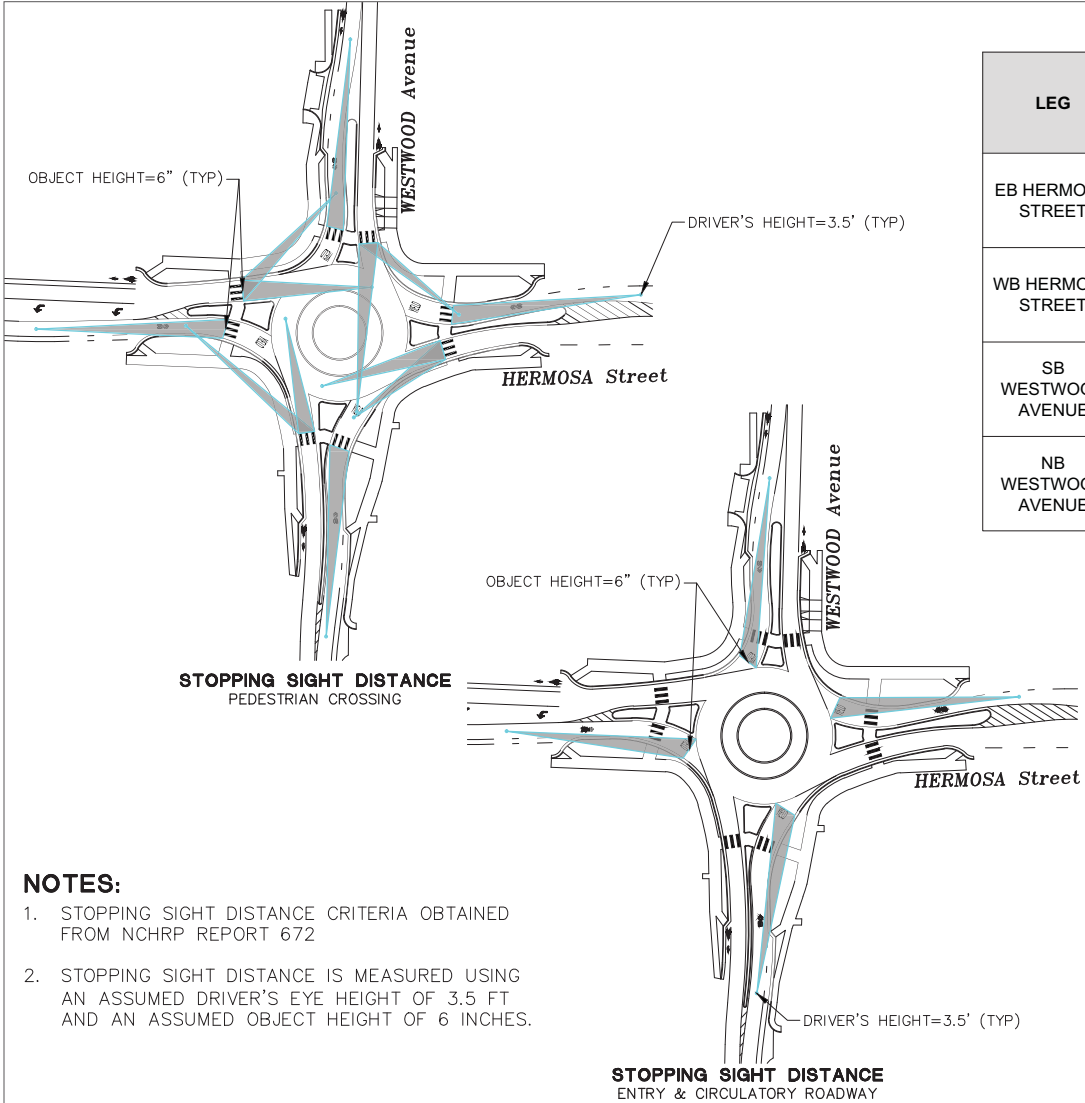 WESTWOOD Avenue
OBJECT HEIGHT=6" (TYP)
DRIVER'S HEIGHT=3.5' (TYP)
HERMOSA Street
STOPPING SIGHT DISTANCE
PEDESTRIAN CROSSING
LEG
EB HERMO
STREET
WB HERMO
STREET
SB
WESTWOO
AVENUE
NB
WESTWOO
AVENUE
WESTWOOD Avenue
OBJECT HEIGHT=6" (TYP)
HERMOSA Street
DRIVER'S HEIGHT=3.5' (TYP)
STOPPING SIGHT DISTANCE
ENTRY & CIRCULATORY ROADWAY
NOTES:
1. STOPPING SIGHT DISTANCE CRITERIA OBTAINED
FROM NCHRP REPORT 672
2. STOPPING SIGHT DISTANCE IS MEASURED USING
AN ASSUMED DRIVER'S EYE HEIGHT OF 3.5 FT
AND AN ASSUMED OBJECT HEIGHT OF 6 INCHES.